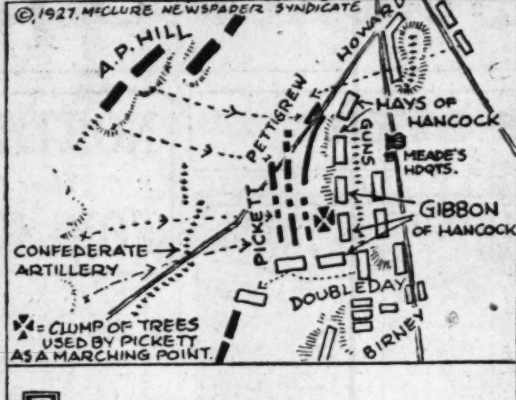 ©, 1927, McCLURE NEWSPAPER SYNDICATE
A.P. HILL
HOWAR
PETTIGREW
HAYS OF
HANCOCK
GUNS
MEADE'S
HDQTS.
PICKETT
GIBBON
OF HANCOCK
CONFEDERATE
ARTILLERY
DOUBLEDAY
BIRNEY
= CLUMP OF TREES
USED BY PICKETT
AS A MARCHING POINT.